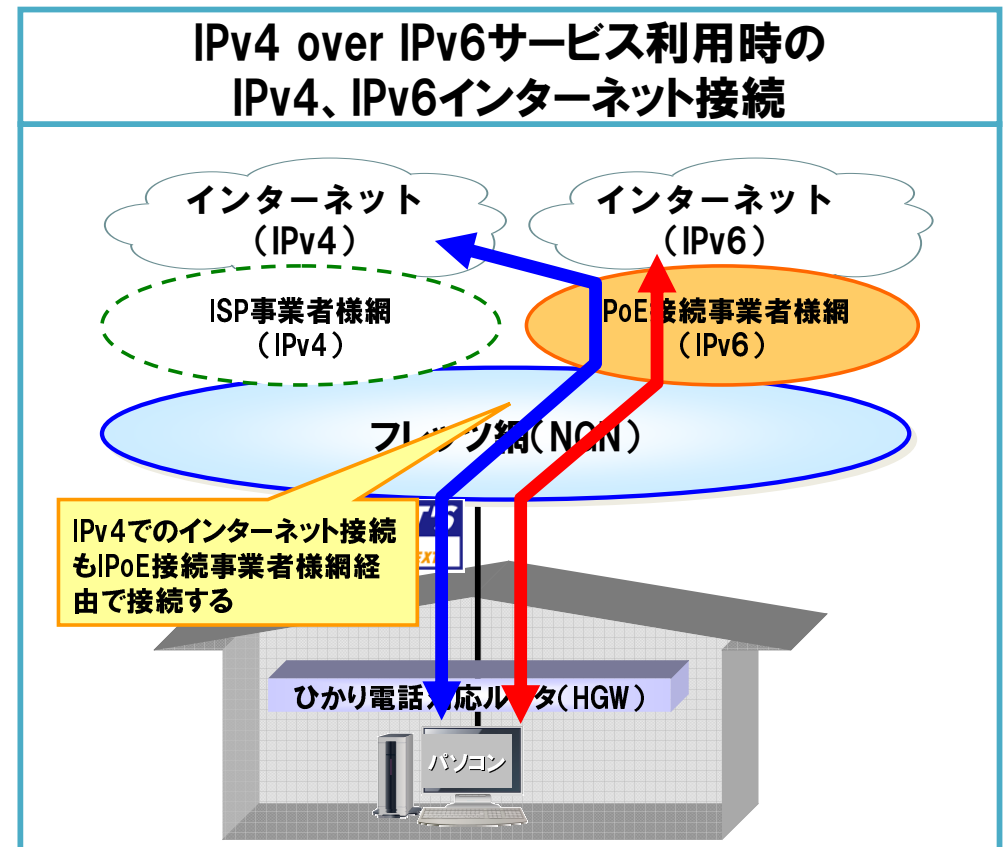 IPv4 over IPv6サービス利用時の
IPv4、IPv6インターネット接続
インターネット
（IPv4）
インターネット
（IPv6）
ISP事業者様網
（IPv4）
PoE接続事業者様網
（IPv6）
フレッツ網（NGN）
IPv4でのインターネット接続
もIPoE接続事業者様網経
由で接続する
ひかり電話対応ルータ（HGW）
パソコン